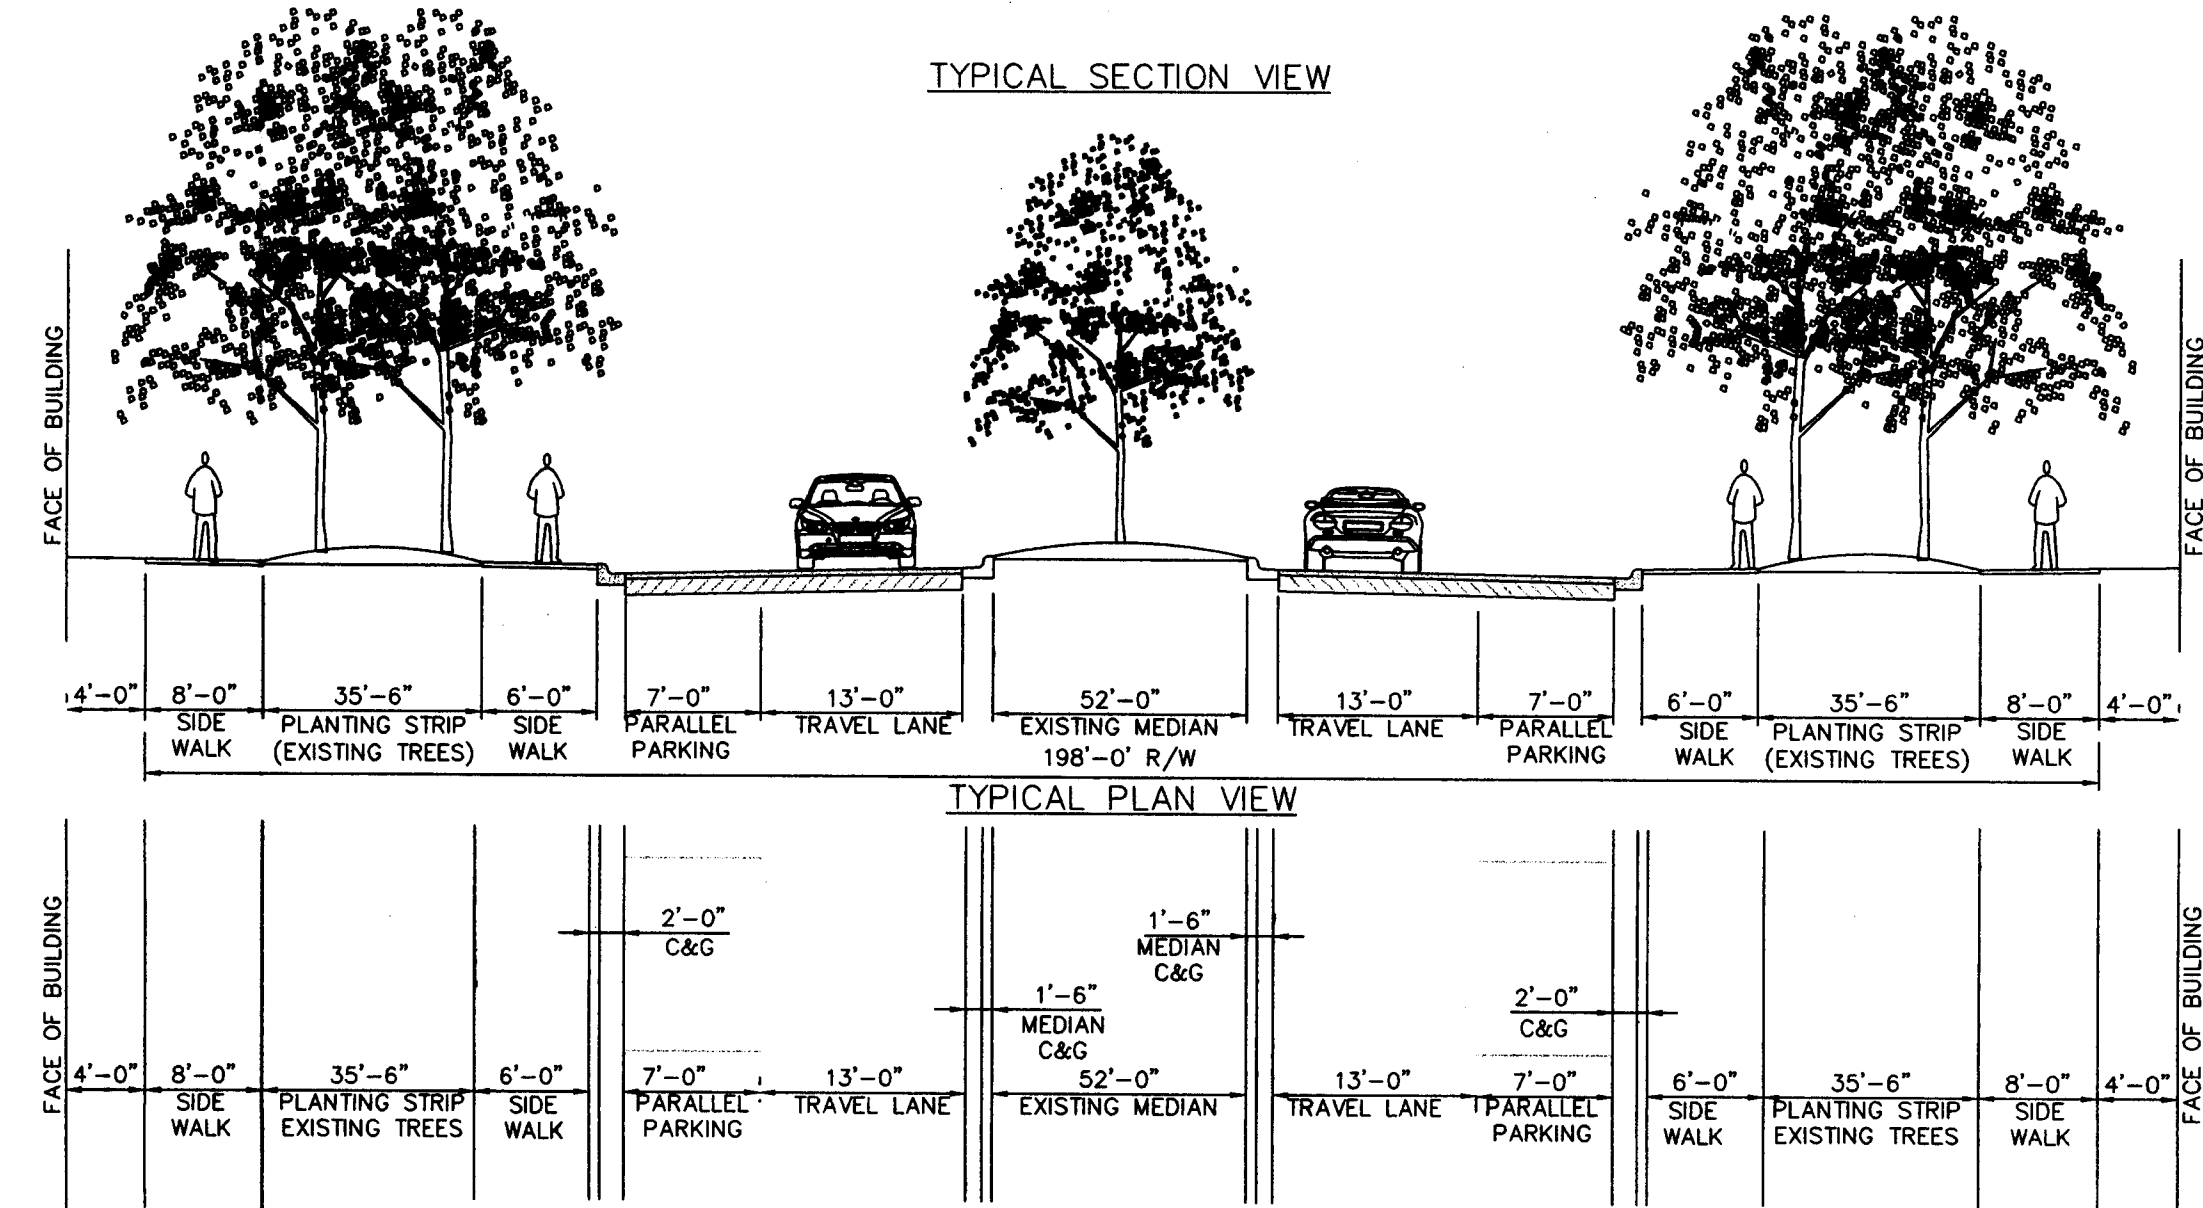 TYPICAL SECTION VIEW
FACE OF BUILDING
FACE OF BUILDING
4'-0" 8'-0" 35'-6" 6'-0" 7'-0" 13'-0" 52'-0" 13'-0" 7'-0" 6'-0" 35'-6" 8'-0" 4'-0"
SIDE WALK
PLANTING STRIP
(EXISTING TREES)
SIDE WALK
PARALLEL
PARKING
TRAVEL LANE
EXISTING MEDIAN
198'-0' R/W
TRAVEL LANE
PARALLEL
PARKING
SIDE WALK
PLANTING STRIP
(EXISTING TREES)
SIDE WALK
TYPICAL PLAN VIEW
FACE OF BUILDING
FACE OF BUILDING
2'-0"
C&G
1'-6"
MEDIAN
C&G
1'-6"
MEDIAN
C&G
2'-0"
C&G
4'-0" 8'-0" 35'-6" 6'-0" 7'-0" 13'-0" 52'-0" 13'-0" 7'-0" 6'-0" 35'-6" 8'-0" 4'-0"
SIDE WALK
PLANTING STRIP
EXISTING TREES
SIDE WALK
PARALLEL
PARKING
TRAVEL LANE
EXISTING MEDIAN
TRAVEL LANE
PARALLEL
PARKING
SIDE WALK
PLANTING STRIP
EXISTING TREES
SIDE WALK